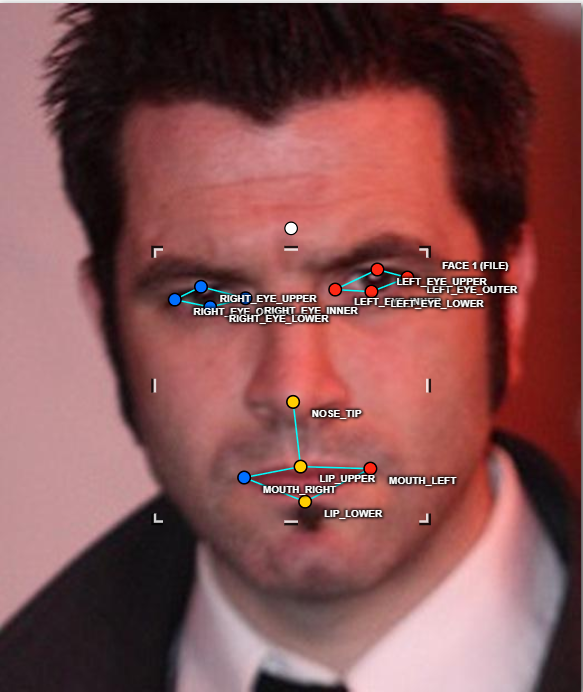 FACE 1 (FILE)
LEFT_EYE_UPPER
LEFT_EYE_OUTER
RIGHT_EYE_UPPER
LEFT_EYE_LOWER
RIGHT_EYE_INNER
RIGHT_EYE_LOWER
NOSE_TIP
LIP_UPPER
MOUTH_LEFT
MOUTH_RIGHT
LIP_LOWER